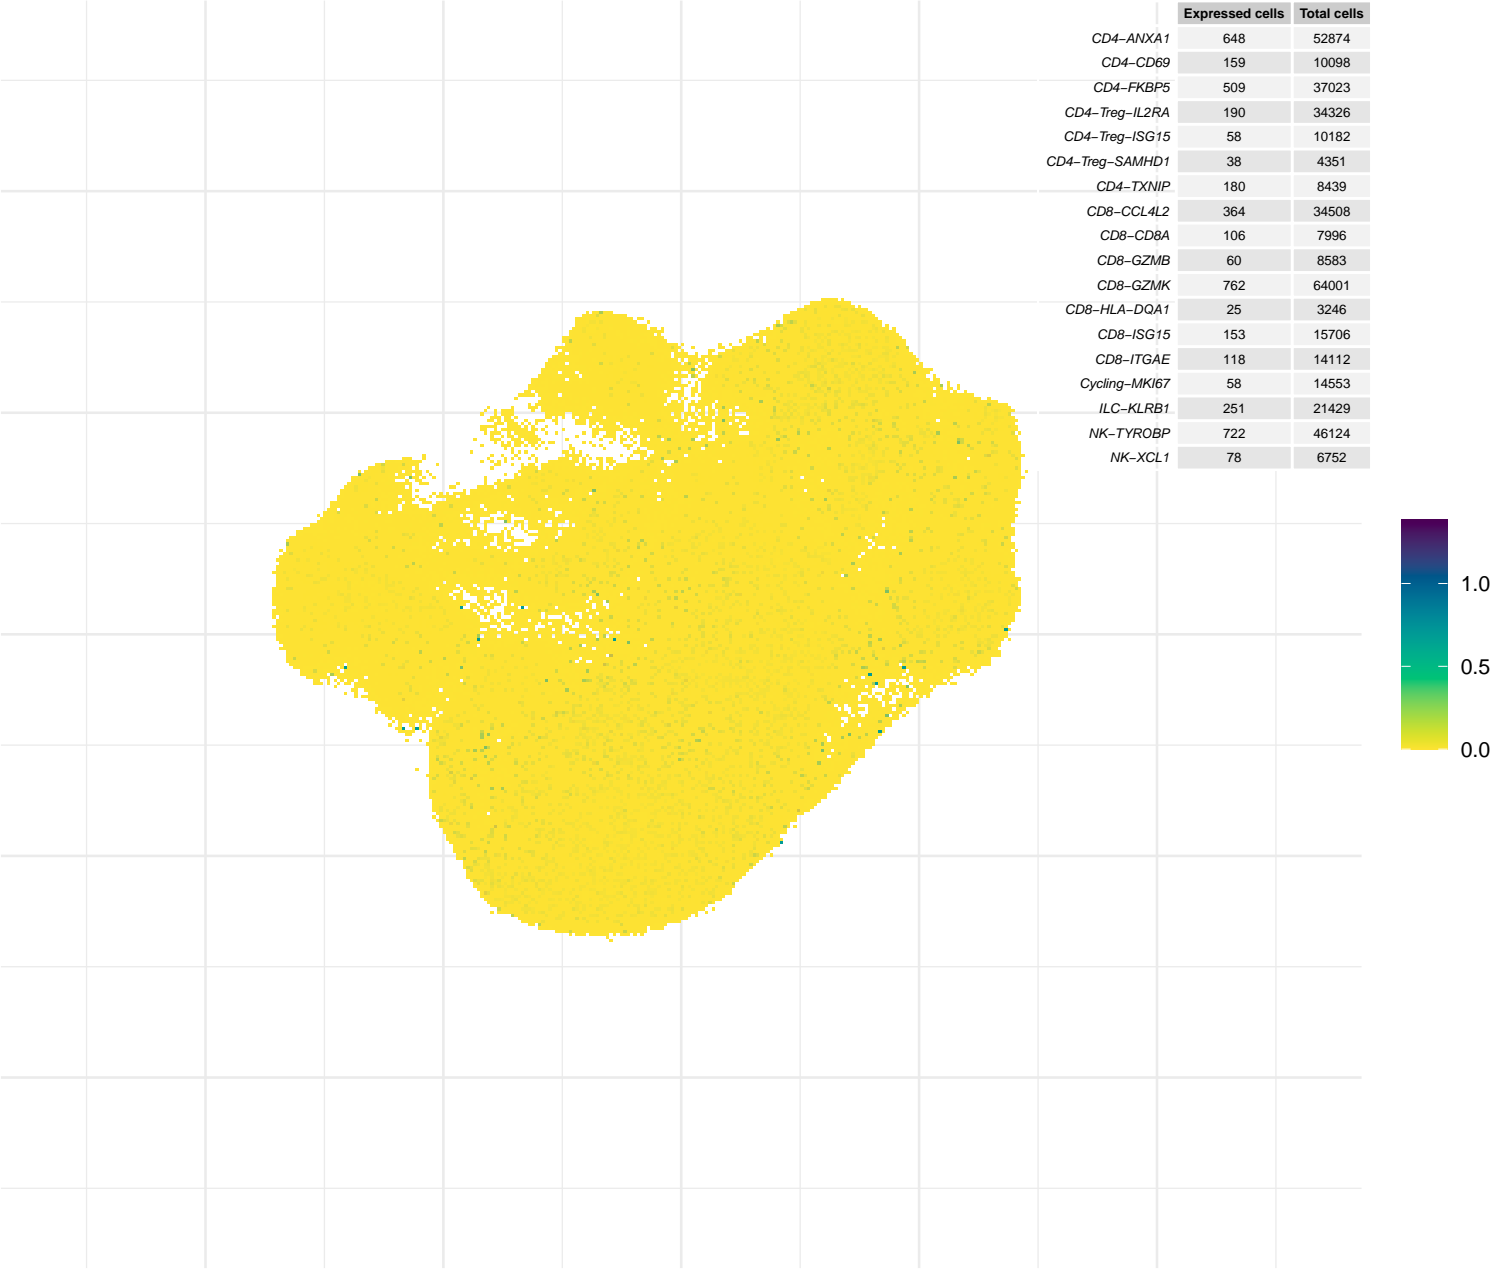 Expressed cells Total cells
CD4−ANXA1 648 52874
CD4−CD69 159 10098
CD4−FKBP5 509 37023
CD4−Treg−IL2RA 190 34326
CD4−Treg−ISG15 58 10182
CD4−Treg−SAMHD1 38 4351
CD4−TXNIP 180 8439
CD8−CCL4L2 364 34508
CD8−CD8A 106 7996
CD8−GZMB 60 8583
CD8−GZMK 762 64001
CD8−HLA−DQA1 25 3246
CD8−ISG15 153 15706
CD8−ITGAE 118 14112
Cycling−MKI67 58 14553
ILC−KLRB1 251 21429
NK−TYROBP 722 46124
NK−XCL1 78 6752
1.0
0.5
0.0